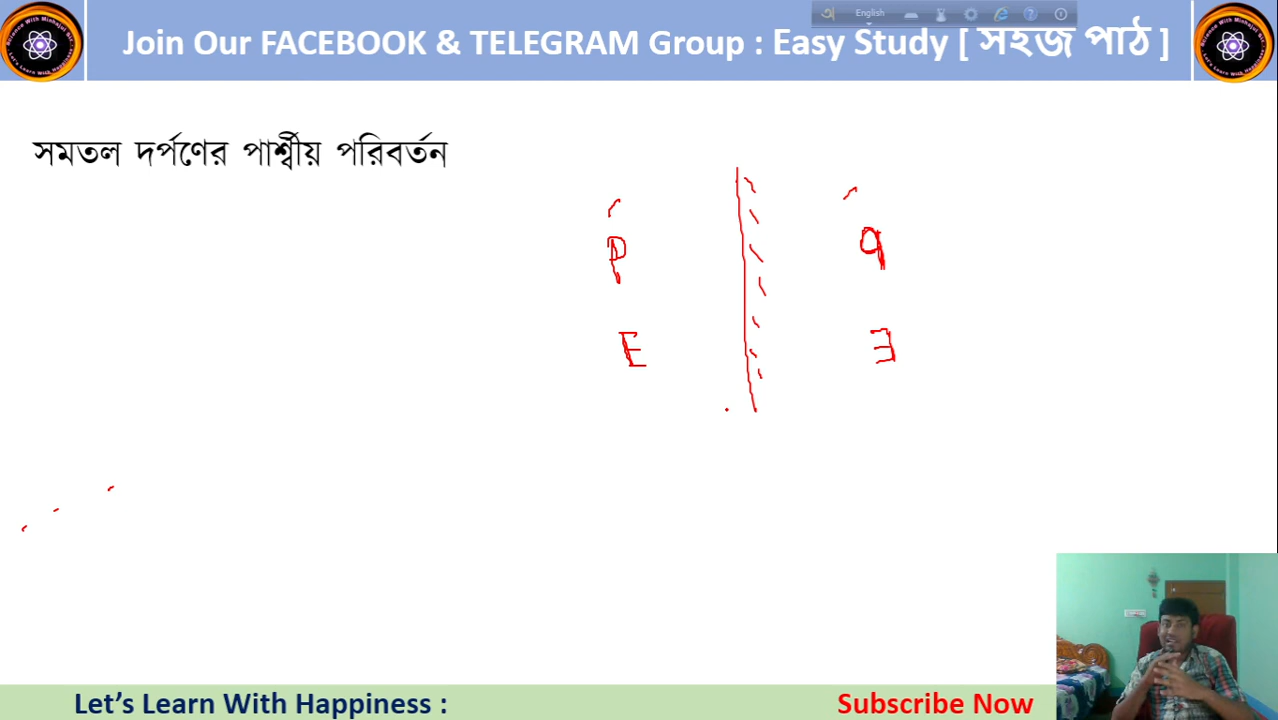 English
Join Our FACEBOOK & TELEGRAM Group : Easy Study [ সহজ পাঠ ]
সমতল দর্পণের পার্শ্বীয় পরিবর্তন
P q
E Ǝ
Let's Learn With Happiness :
Subscribe Now